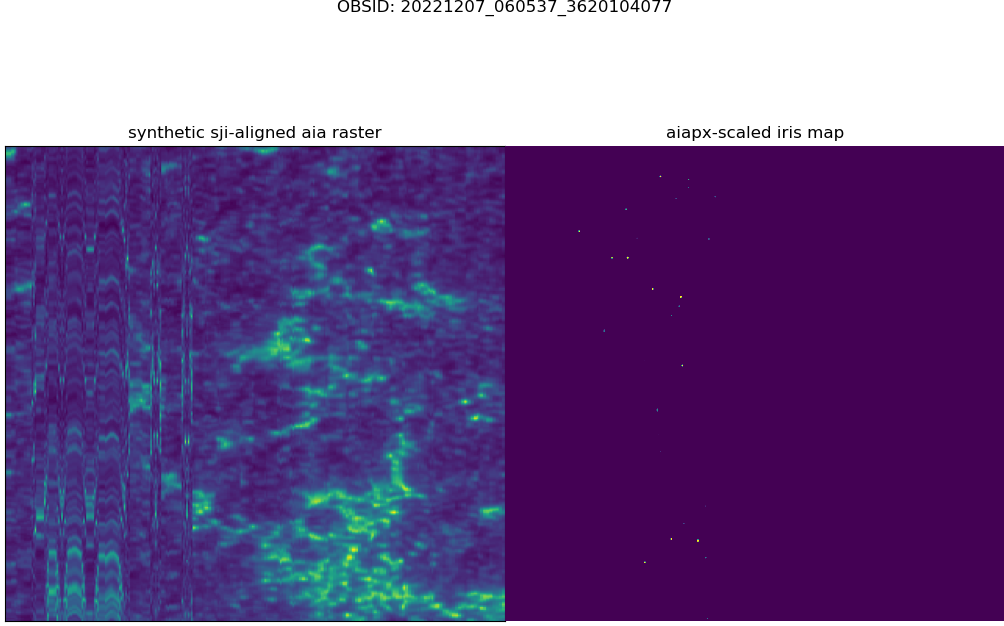 OBSID: 20221207_060537_3620104077
synthetic sji-aligned aia raster
aiapx-scaled iris map